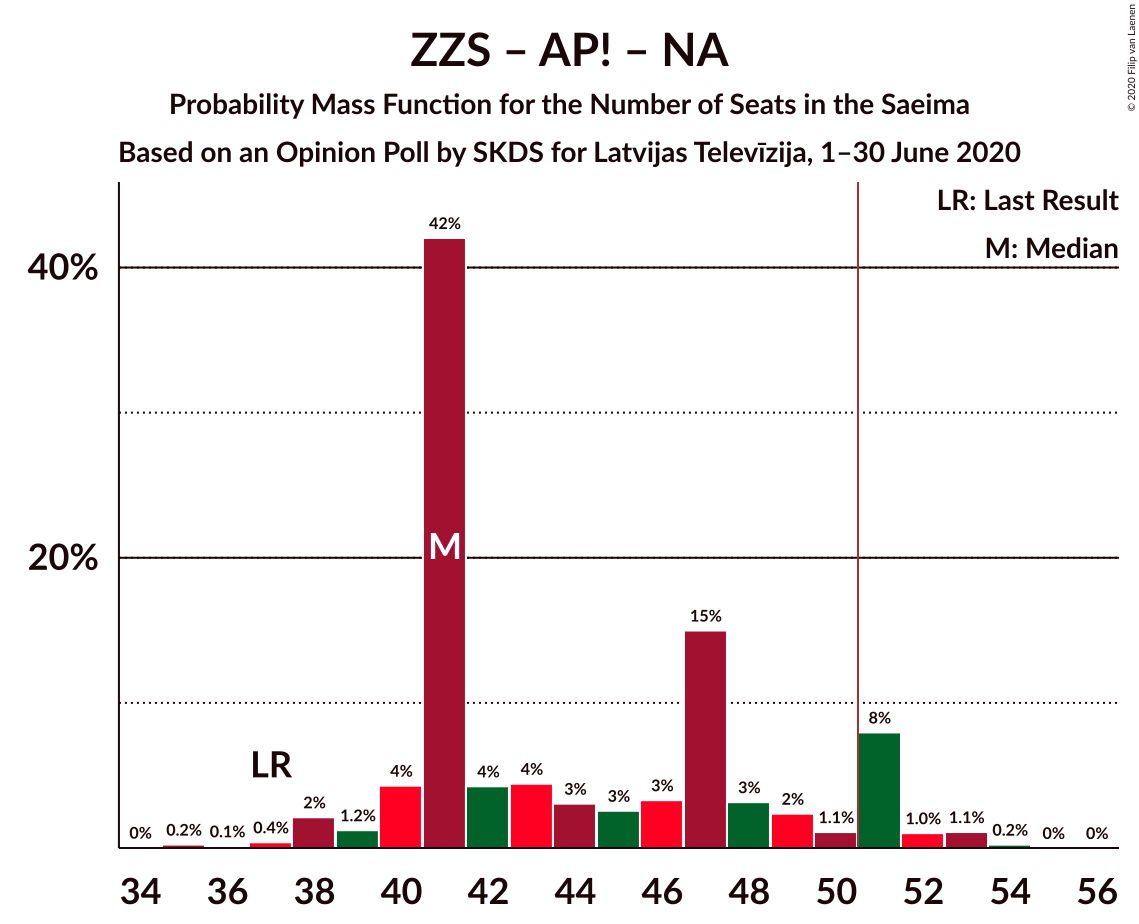 ZZS – AP! – NA
Probability Mass Function for the Number of Seats in the Saeima
Based on an Opinion Poll by SKDS for Latvijas Televīzija, 1–30 June 2020
© 2020 Filip van Laenen
LR: Last Result
M: Median
40%
20%
0%
0.2%
0.1%
0.4%
2%
1.2%
4%
42%
4%
4%
3%
3%
3%
15%
3%
2%
1.1%
8%
1.0%
1.1%
0.2%
0%
0%
LR
M
34 36 38 40 42 44 46 48 50 52 54 56